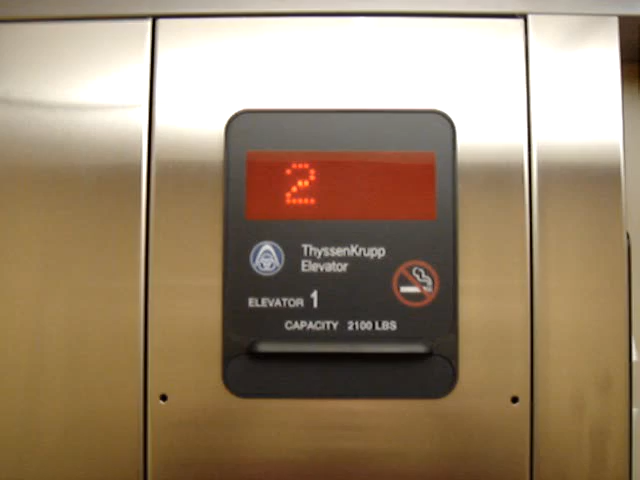 2
ThyssenKrupp
Elevator
ELEVATOR 1
CAPACITY 2100 LBS